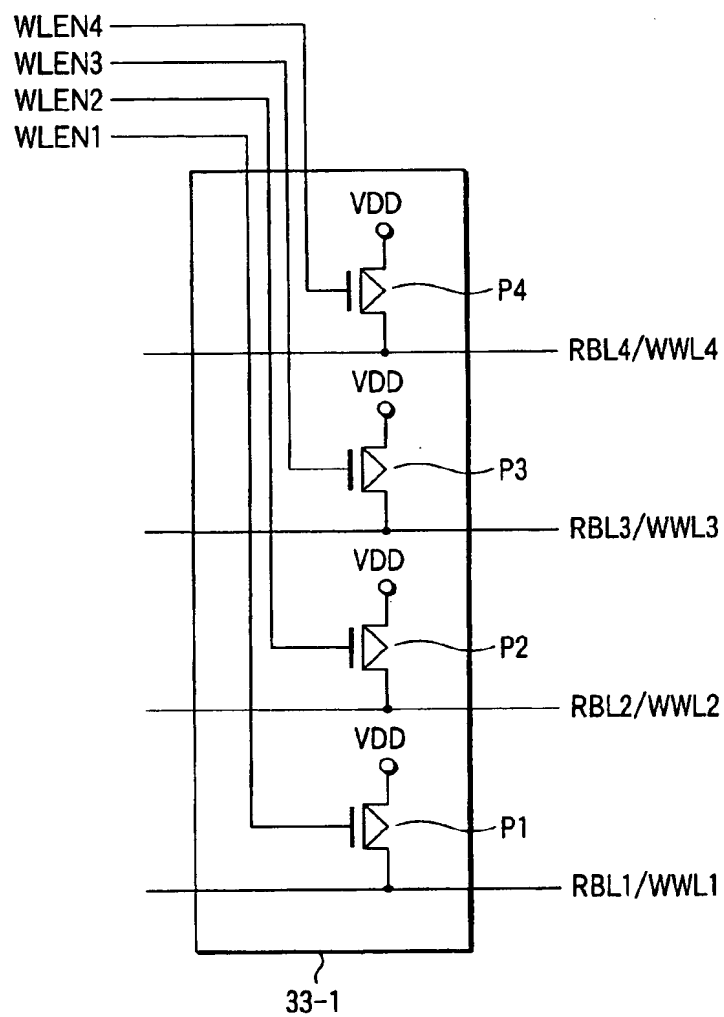 WLEN4
WLEN3
WLEN2
WLEN1
VDD
P4
RBL4/WWL4
VDD
P3
RBL3/WWL3
VDD
P2
RBL2/WWL2
VDD
P1
RBL1/WWL1
33-1